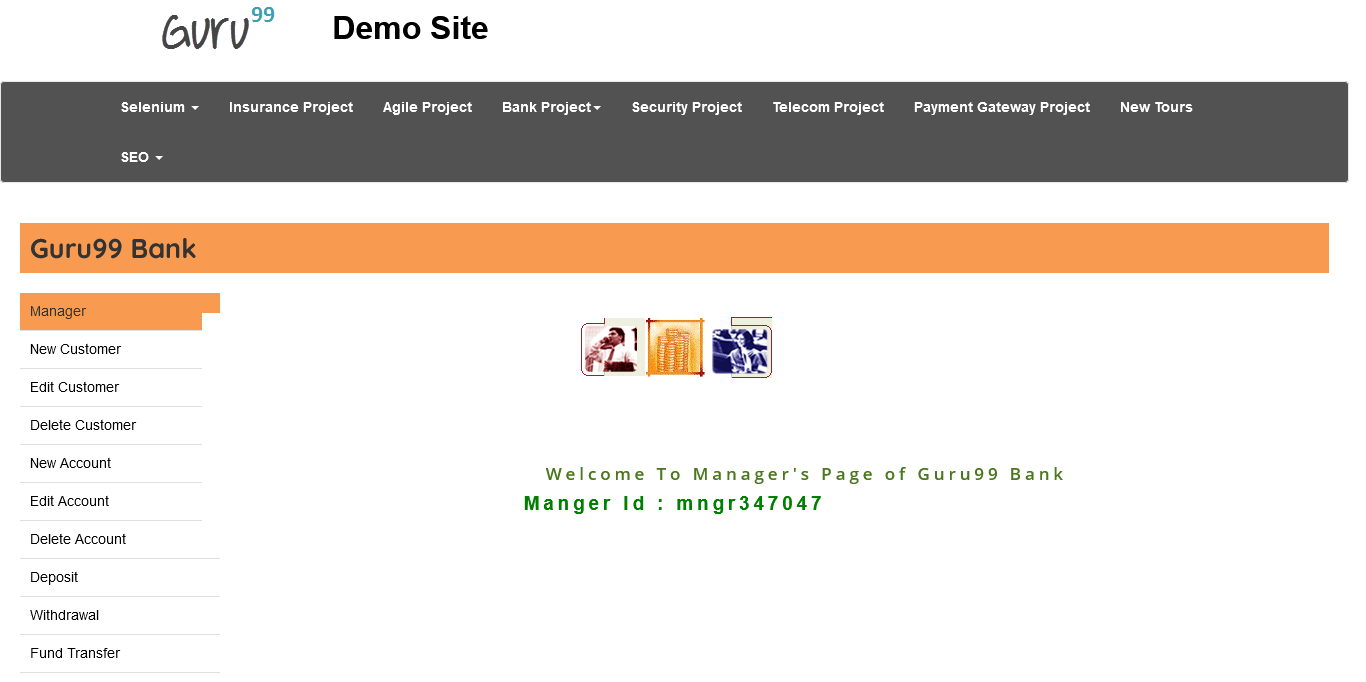 Guru99
Demo Site
Selenium
Insurance Project
Agile Project
Bank Project
Security Project
Telecom Project
Payment Gateway Project
New Tours
SEO
Guru99 Bank
Manager
New Customer
Edit Customer
Delete Customer
New Account
Edit Account
Delete Account
Deposit
Withdrawal
Fund Transfer
Welcome To Manager's Page of Guru99 Bank
Manger Id : mngr347047